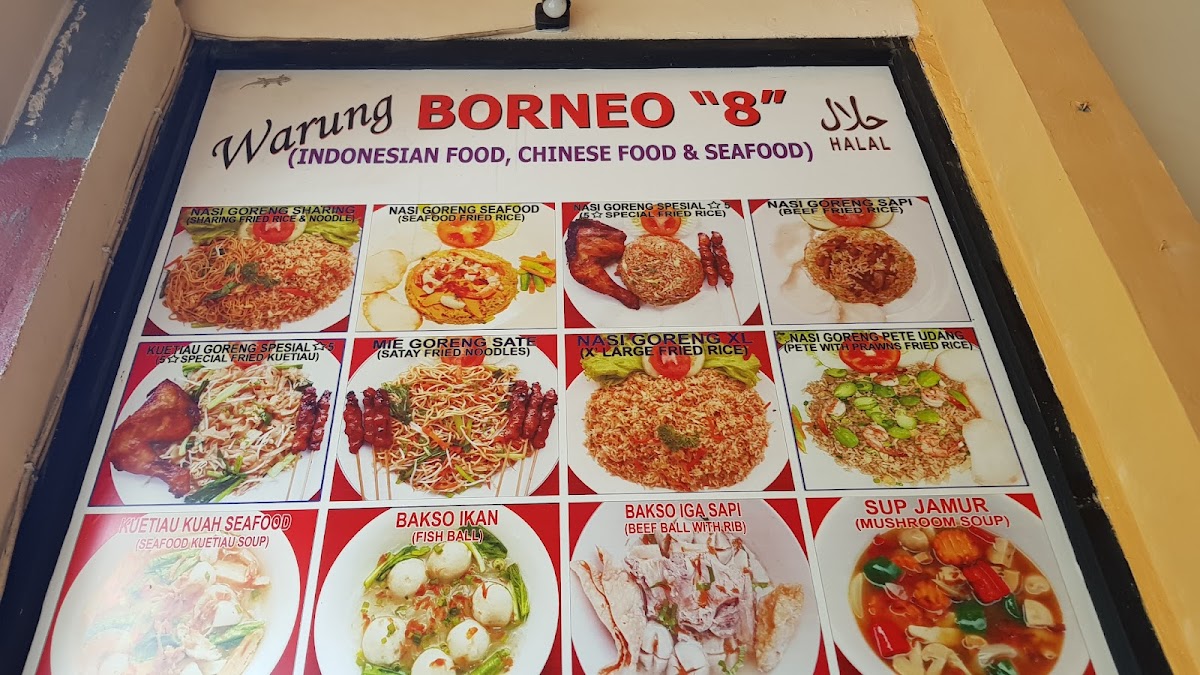 Warung BORNEO "8"
(INDONESIAN FOOD, CHINESE FOOD & SEAFOOD)
حلال
HALAL
NASI GORENG SHARING
(SHARING FRIED RICE & NOODLE)
NASI GORENG SEAFOOD
(SEAFOOD FRIED RICE)
NASI GORENG SPESIAL ☆ 5
(5 ☆ SPECIAL FRIED RICE)
NASI GORENG SAPI
(BEEF FRIED RICE)
KUETIAU GORENG SPESIAL ☆ 5
(5 ☆ SPECIAL FRIED KUETIAU)
MIE GORENG SATE
(SATAY FRIED NOODLES)
NASI GORENG XL
(X' LARGE FRIED RICE)
NASI GORENG PETE UDANG
(PETE WITH PRAWNS FRIED RICE)
KUETIAU KUAH SEAFOOD
(SEAFOOD KUETIAU SOUP)
BAKSO IKAN
(FISH BALL)
BAKSO IGA SAPI
(BEEF BALL WITH RIB)
SUP JAMUR
(MUSHROOM SOUP)